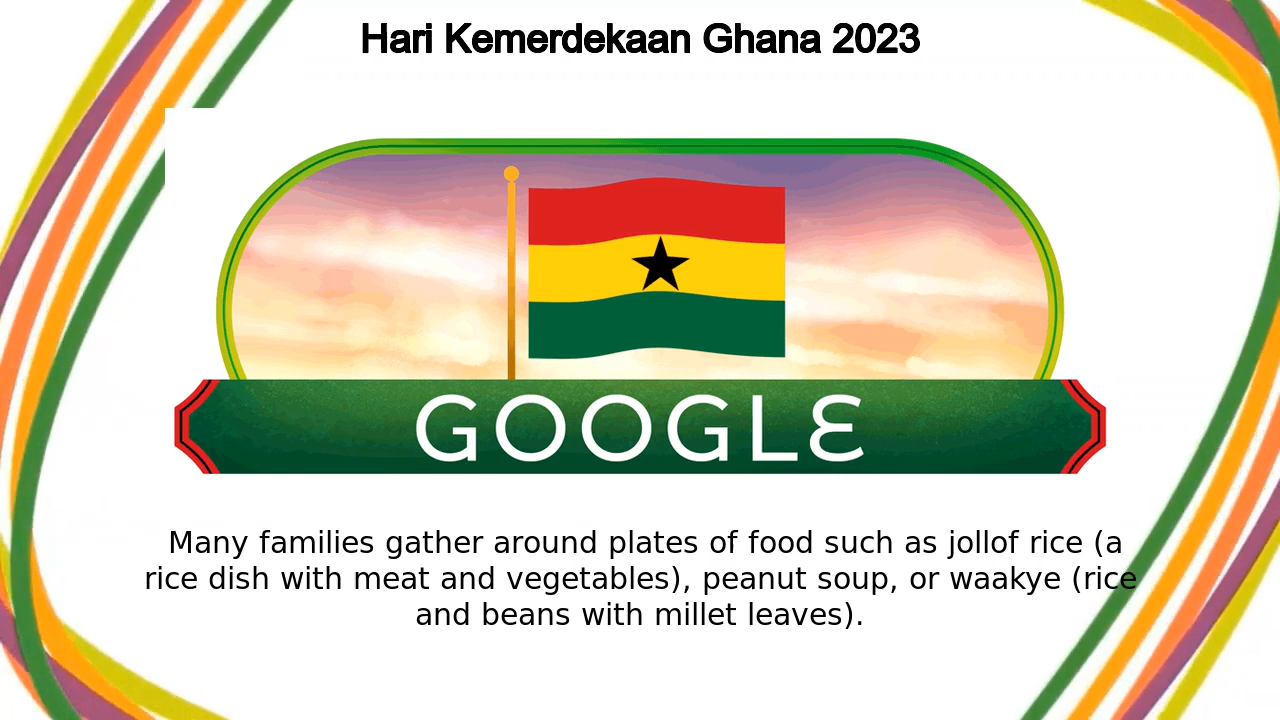 Hari Kemerdekaan Ghana 2023
GOOGLƐ
Many families gather around plates of food such as jollof rice (a
rice dish with meat and vegetables), peanut soup, or waakye (rice
and beans with millet leaves).